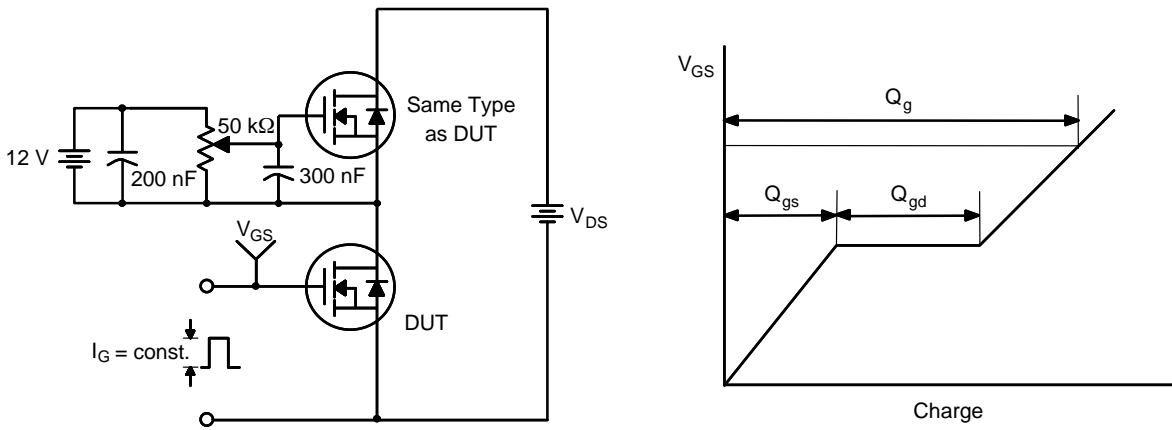 Same Type
as DUT
50 kΩ
12 V
200 nF
300 nF
V_GS
V_DS
DUT
I_G = const.
V_GS
Q_g
Q_gs
Q_gd
Charge